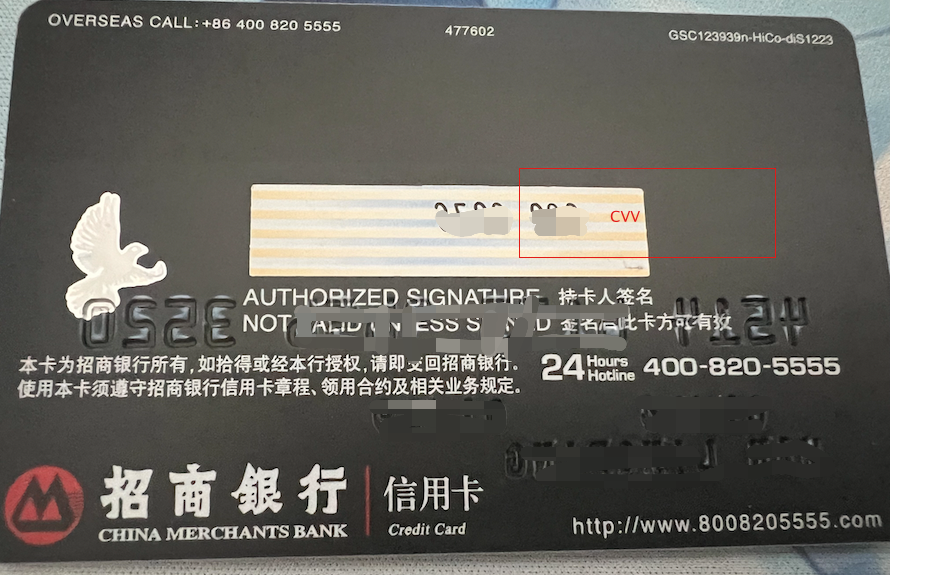 OVERSEAS CALL:+86 400 820 5555
477602
GSC123939n-HiCo-diS1223
CVV
AUTHORIZED SIGNATURE 持卡人签名
NOT 签名后此卡方可有效
本卡为招商银行所有,如拾得或经本行授权,请即交回招商银行。
使用本卡须遵守招商银行信用卡章程、领用合约及相关业务规定。
24 Hours Hotline 400-820-5555
招商銀行
CHINA MERCHANTS BANK
信用卡
Credit Card
http://www.8008205555.com